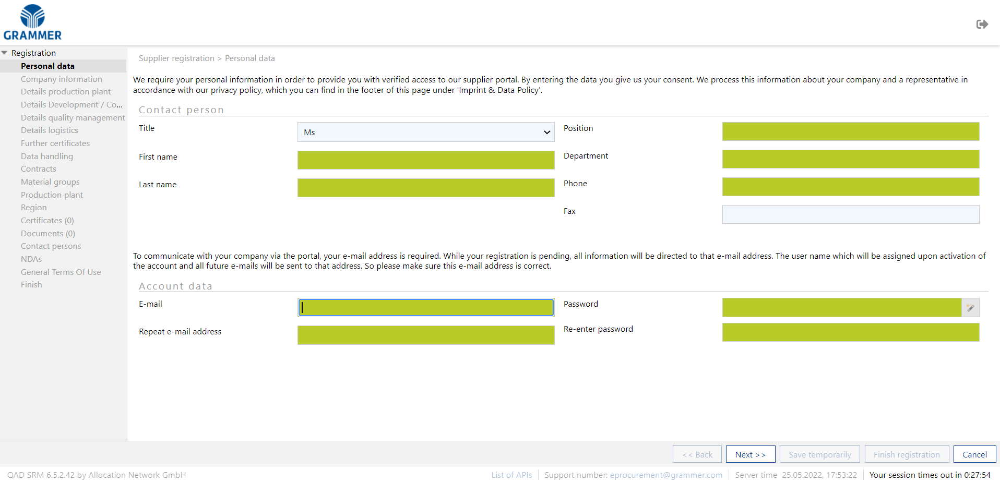 GRAMMER
Registration
Personal data
Company information
Details production plant
Details Development / Co...
Details quality management
Details logistics
Further certificates
Data handling
Contracts
Material groups
Production plant
Region
Certificates (0)
Documents (0)
Contact persons
NDAs
General Terms Of Use
Finish
Supplier registration > Personal data
We require your personal information in order to provide you with verified access to our supplier portal. By entering the data you give us your consent. We process this information about your company and a representative in
accordance with our privacy policy, which you can find in the footer of this page under 'Imprint & Data Policy'.
Contact person
Title
Ms
Position
First name
Department
Last name
Phone
Fax
To communicate with your company via the portal, your e-mail address is required. While your registration is pending, all information will be directed to that e-mail address. The user name which will be assigned upon activation of
the account and all future e-mails will be sent to that address. So please make sure this e-mail address is correct.
Account data
E-mail
Password
Repeat e-mail address
Re-enter password
<< Back
Next >>
Save temporarily
Finish registration
Cancel
QAD SRM 6.5.2.42 by Allocation Network GmbH
List of APIs
Support number: eprocurement@grammer.com
Server time 25.05.2022, 17:53:22
Your session times out in 0:27:54